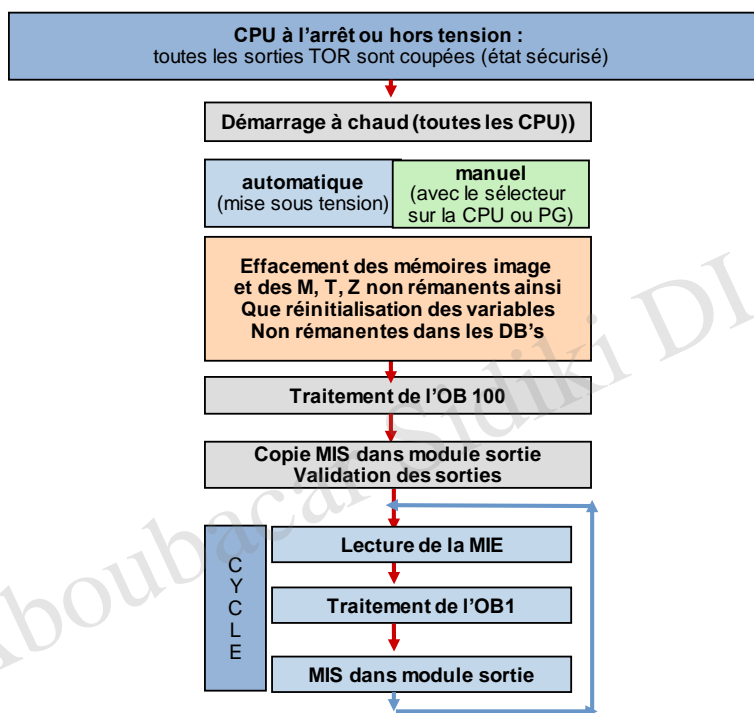 CPU à l'arrêt ou hors tension :
toutes les sorties TOR sont coupées (état sécurisé)
Démarrage à chaud (toutes les CPU))
automatique
(mise sous tension)
manuel
(avec le sélecteur
sur la CPU ou PG)
Effacement des mémoires image
et des M, T, Z non rémanents ainsi
Que réinitialisation des variables
Non rémanentes dans les DB's
Traitement de l'OB 100
Copie MIS dans module sortie
Validation des sorties
C
Y
C
L
E
Lecture de la MIE
Traitement de l'OB1
MIS dans module sortie
Aboubacar Sidiki DI